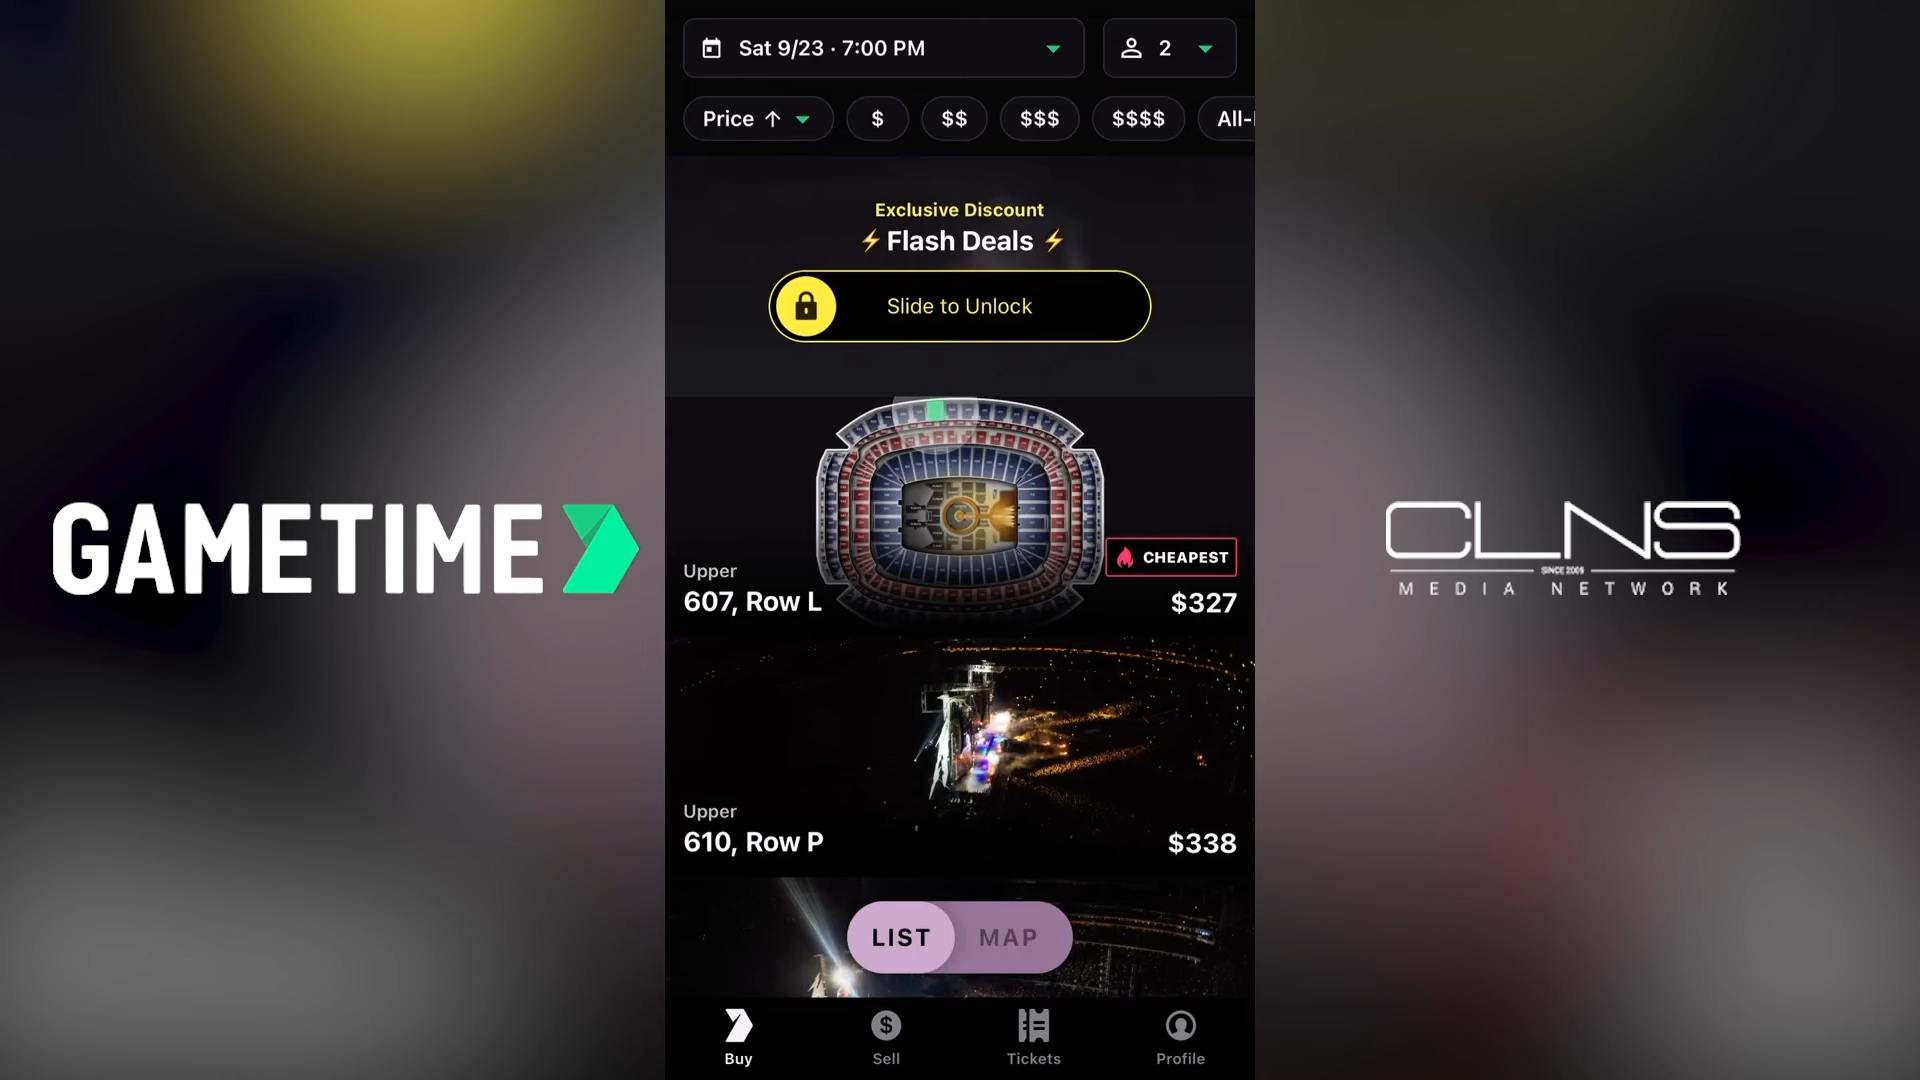 Sat 9/23 · 7:00 PM
2
Price ↑
$
$$
$$$
$$$$
All-
Exclusive Discount
⚡ Flash Deals ⚡
Slide to Unlock
CHEAPEST
Upper
607, Row L
$327
GAMETIME
CLNS
SINCE 2005
MEDIA NETWORK
Upper
610, Row P
$338
LIST
MAP
Buy
Sell
Tickets
Profile